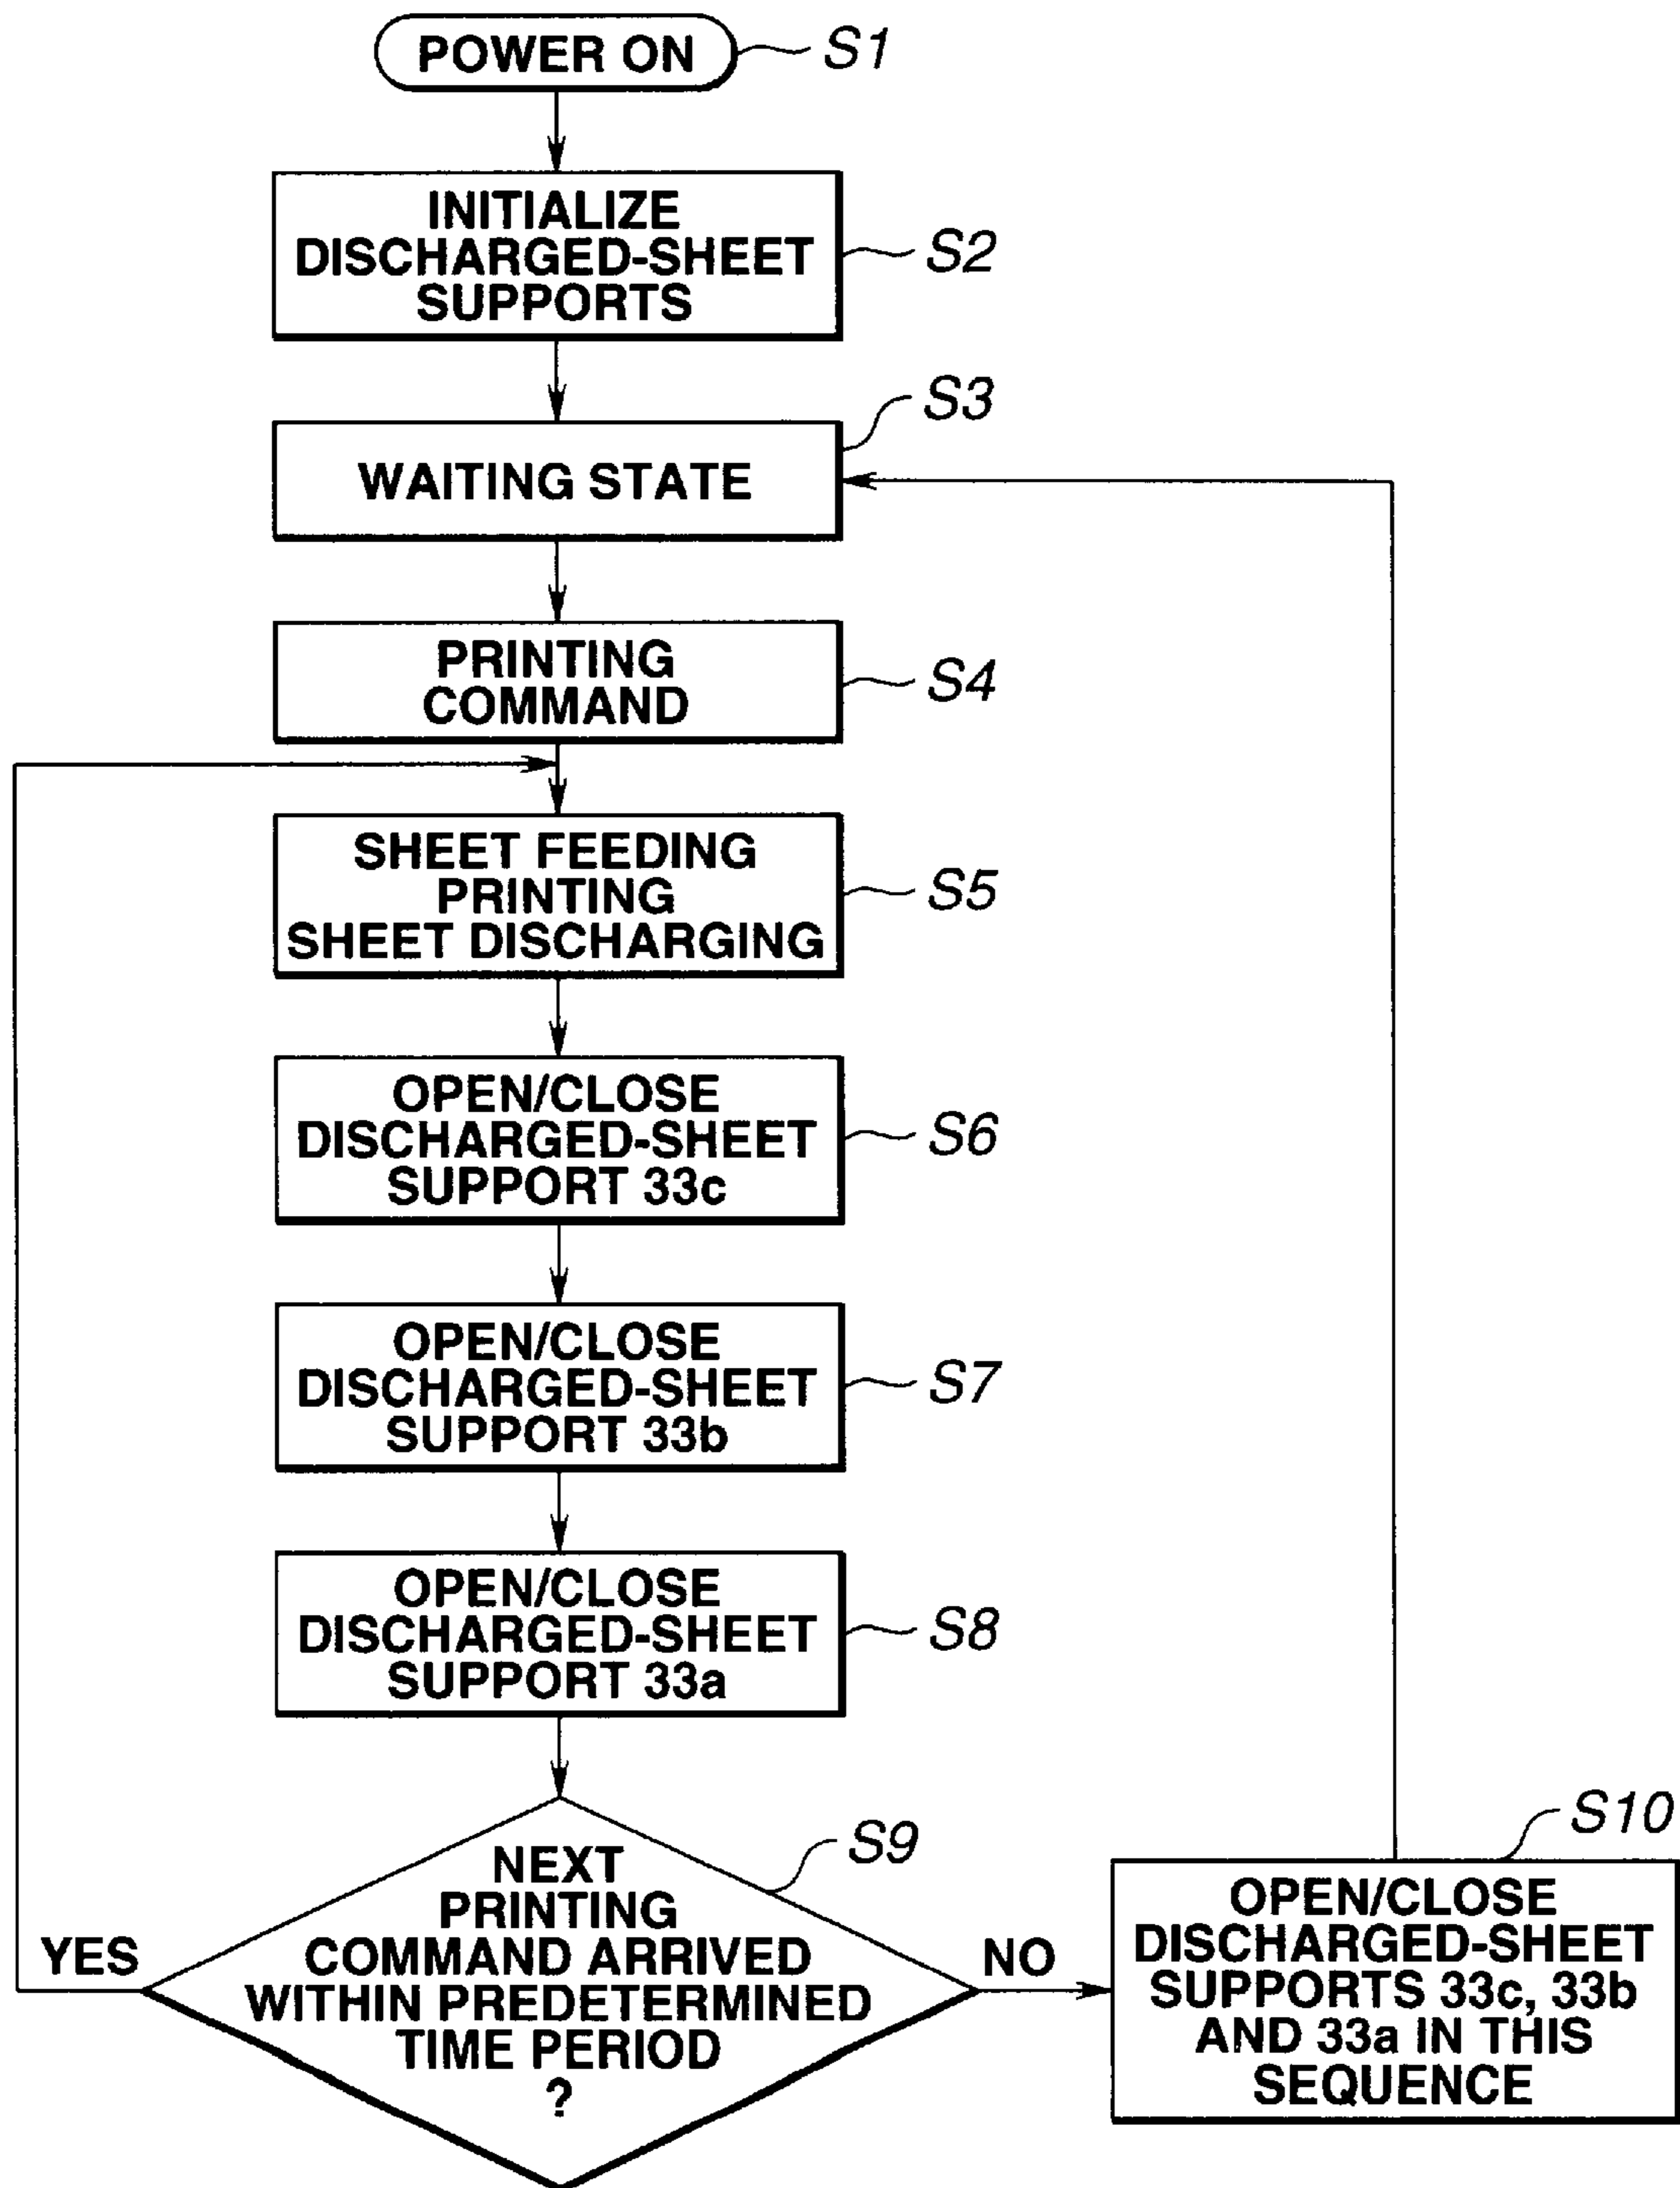 POWER ON
S1
INITIALIZE
DISCHARGED-SHEET
SUPPORTS
S2
S3
WAITING STATE
PRINTING
COMMAND
S4
SHEET FEEDING
PRINTING
SHEET DISCHARGING
S5
OPEN/CLOSE
DISCHARGED-SHEET
SUPPORT 33c
S6
OPEN/CLOSE
DISCHARGED-SHEET
SUPPORT 33b
S7
OPEN/CLOSE
DISCHARGED-SHEET
SUPPORT 33a
S8
S9
NEXT
PRINTING
COMMAND ARRIVED
WITHIN PREDETERMINED
TIME PERIOD
?
YES
NO
S10
OPEN/CLOSE
DISCHARGED-SHEET
SUPPORTS 33c, 33b
AND 33a IN THIS
SEQUENCE